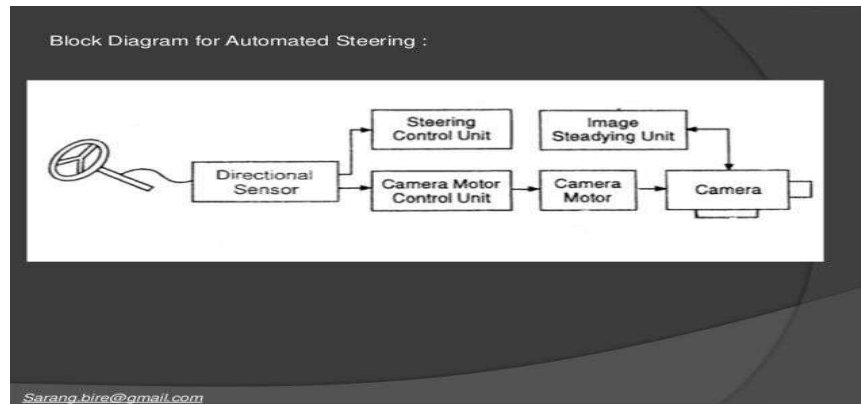 Block Diagram for Automated Steering :
Steering
Control Unit
Image
Steadying Unit
Directional
Sensor
Camera Motor
Control Unit
Camera
Motor
Camera
Sarang.bire@gmail.com